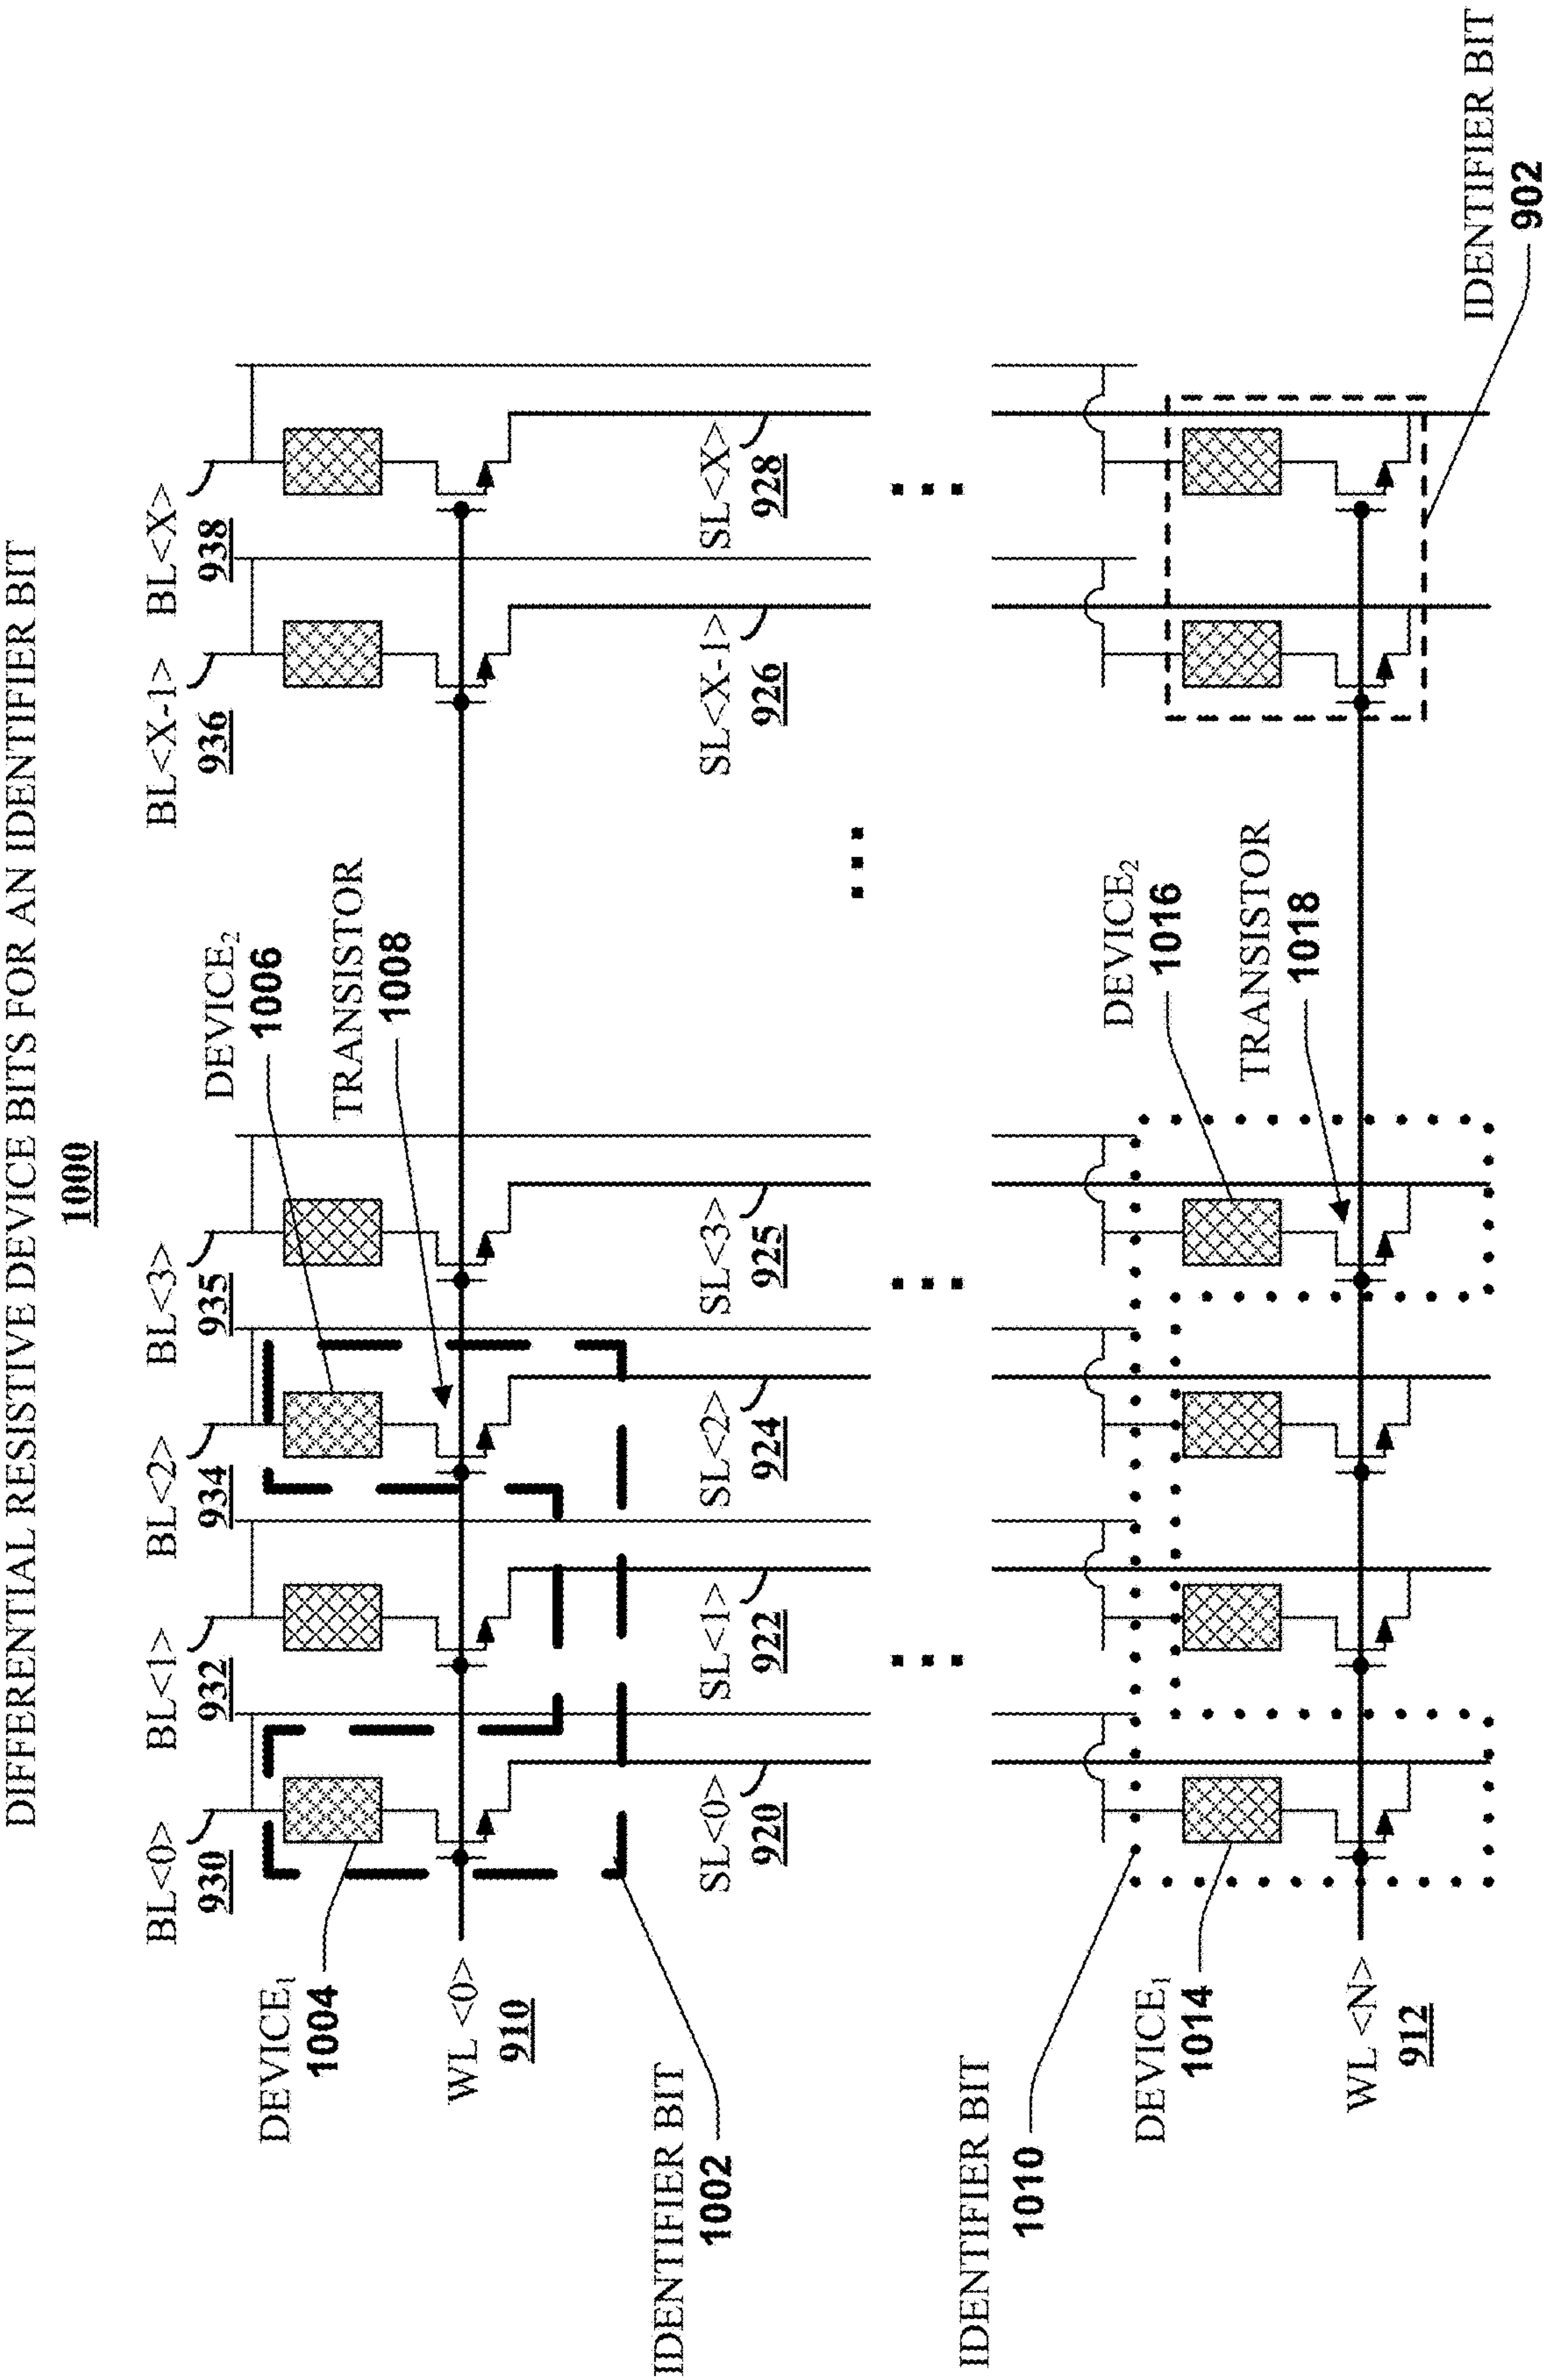 DIFFERENTIAL RESISTIVE DEVICE BITS FOR AN IDENTIFIER BIT
1000
BL<0>
930
BL<1>
932
BL<2>
934
BL<3>
935
BL<X-1>
936
BL<X>
938
DEVICE₁
1004
DEVICE₂
1006
TRANSISTOR
1008
WL <0>
910
IDENTIFIER BIT
1002
SL<0>
920
SL<1>
922
SL<2>
924
SL<3>
925
SL<X-1>
926
SL<X>
928
IDENTIFIER BIT
1010
DEVICE₁
1014
DEVICE₂
1016
TRANSISTOR
1018
WL <N>
912
IDENTIFIER BIT
902